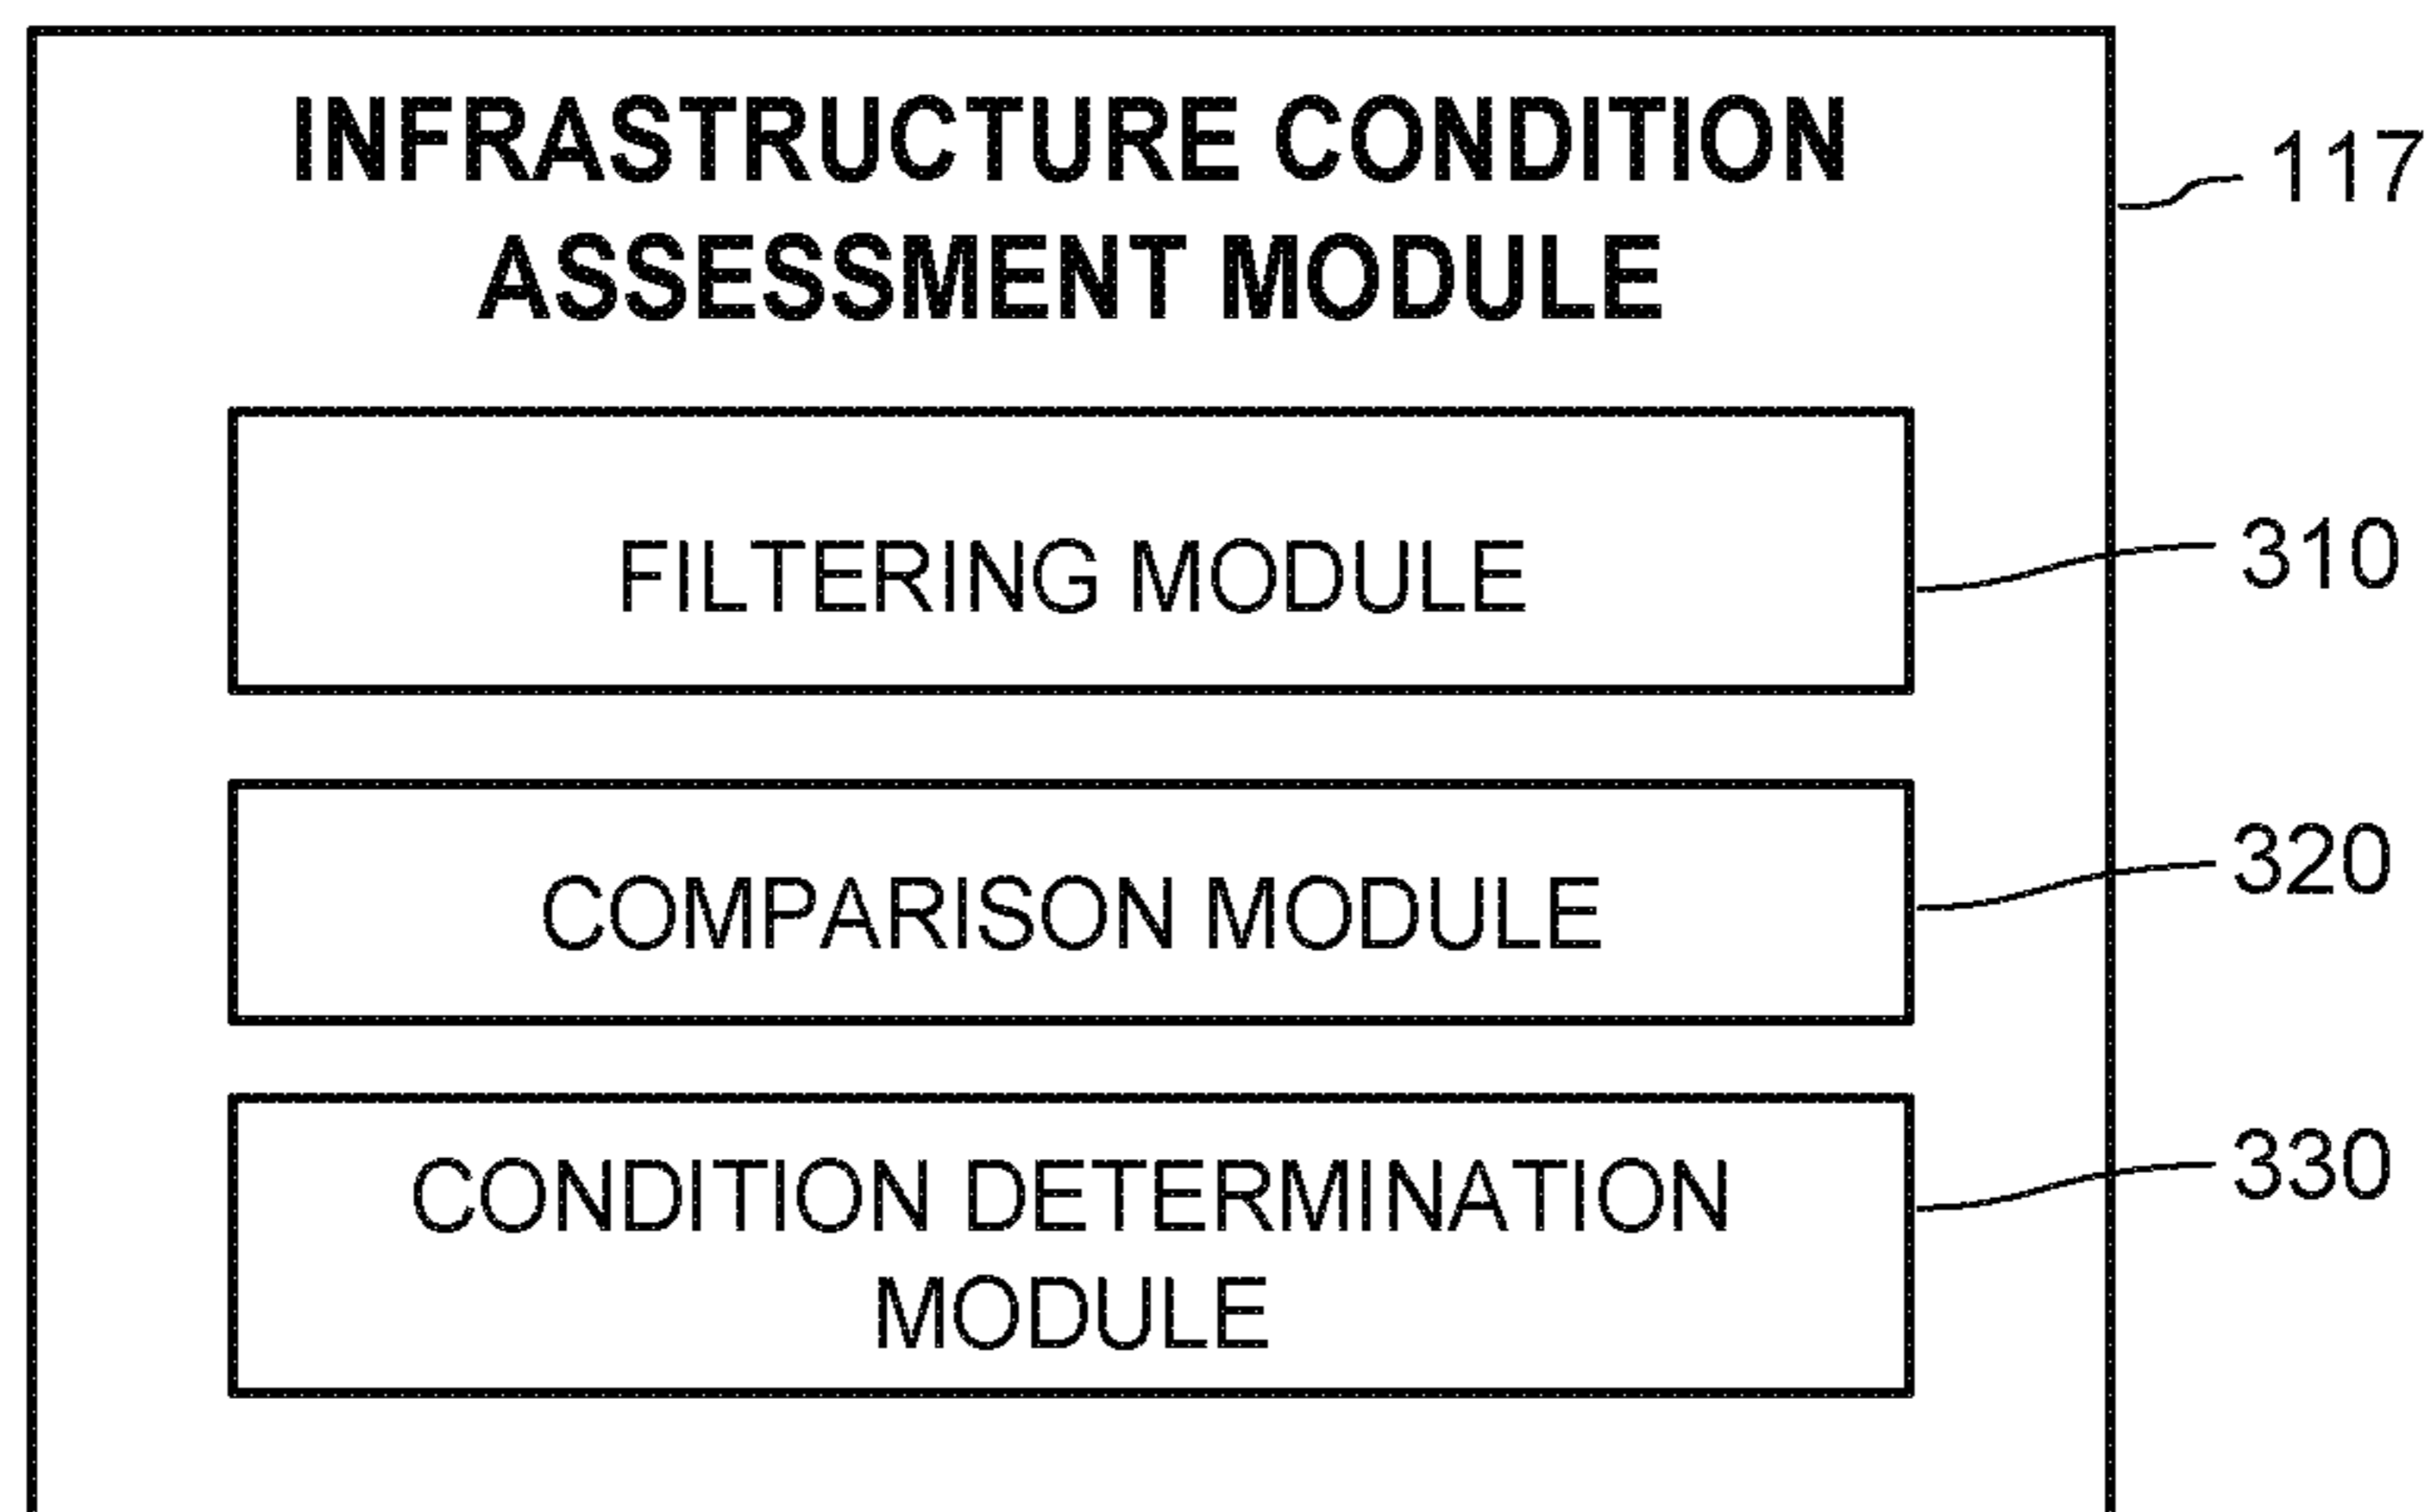 INFRASTRUCTURE CONDITION
ASSESSMENT MODULE
117
FILTERING MODULE
310
COMPARISON MODULE
320
CONDITION DETERMINATION
MODULE
330